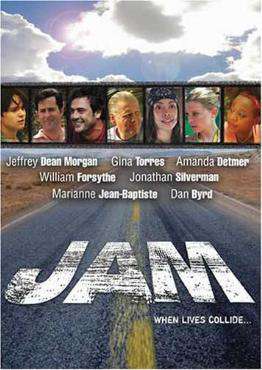 Jeffrey Dean Morgan Gina Torres Amanda Detmer
William Forsythe Jonathan Silverman
Marianne Jean-Baptiste Dan Byrd
JAM
WHEN LIVES COLLIDE...